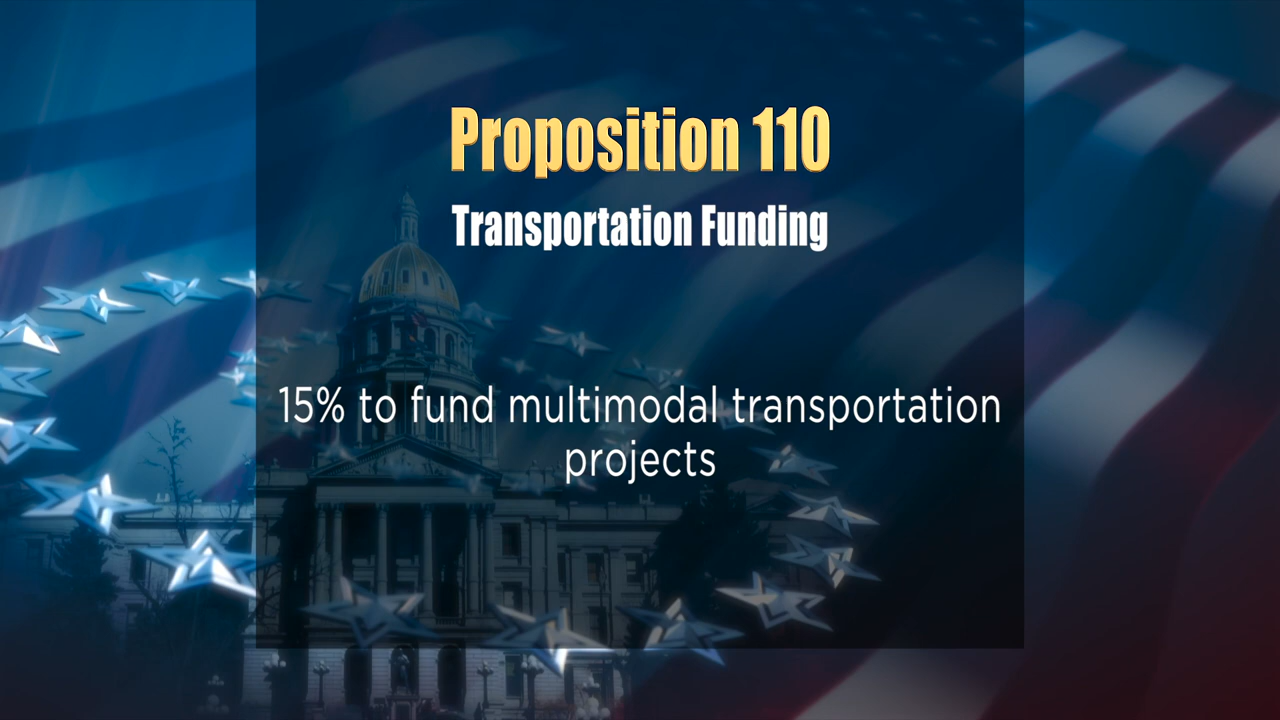 Proposition 110
Transportation Funding
15% to fund multimodal transportation
projects